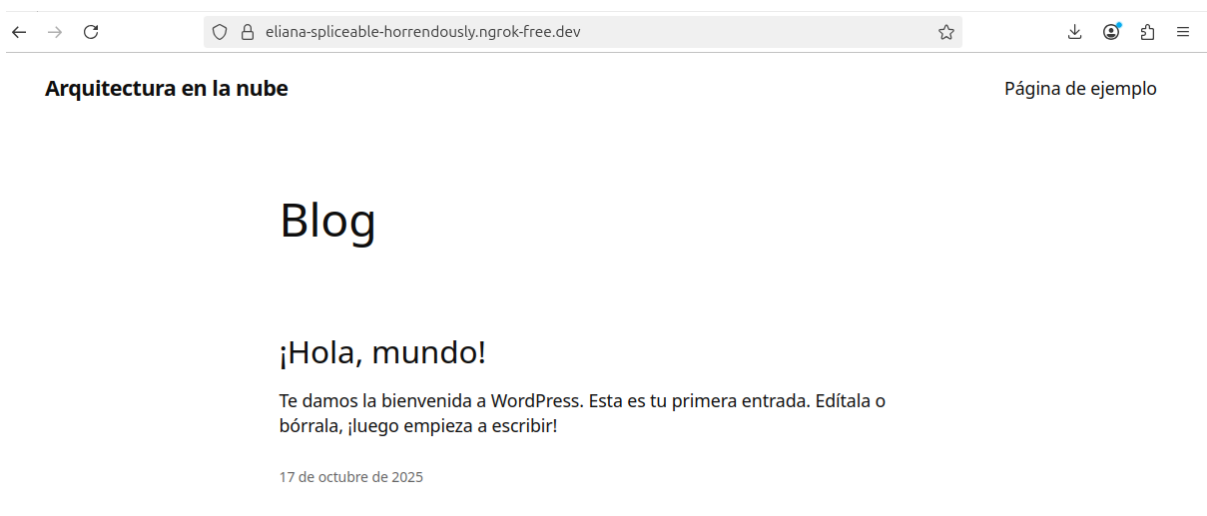 eliana-spliceable-horrendously.ngrok-free.dev
Arquitectura en la nube
Página de ejemplo
Blog
¡Hola, mundo!
Te damos la bienvenida a WordPress. Esta es tu primera entrada. Edítala o
bórrala, ¡luego empieza a escribir!
17 de octubre de 2025